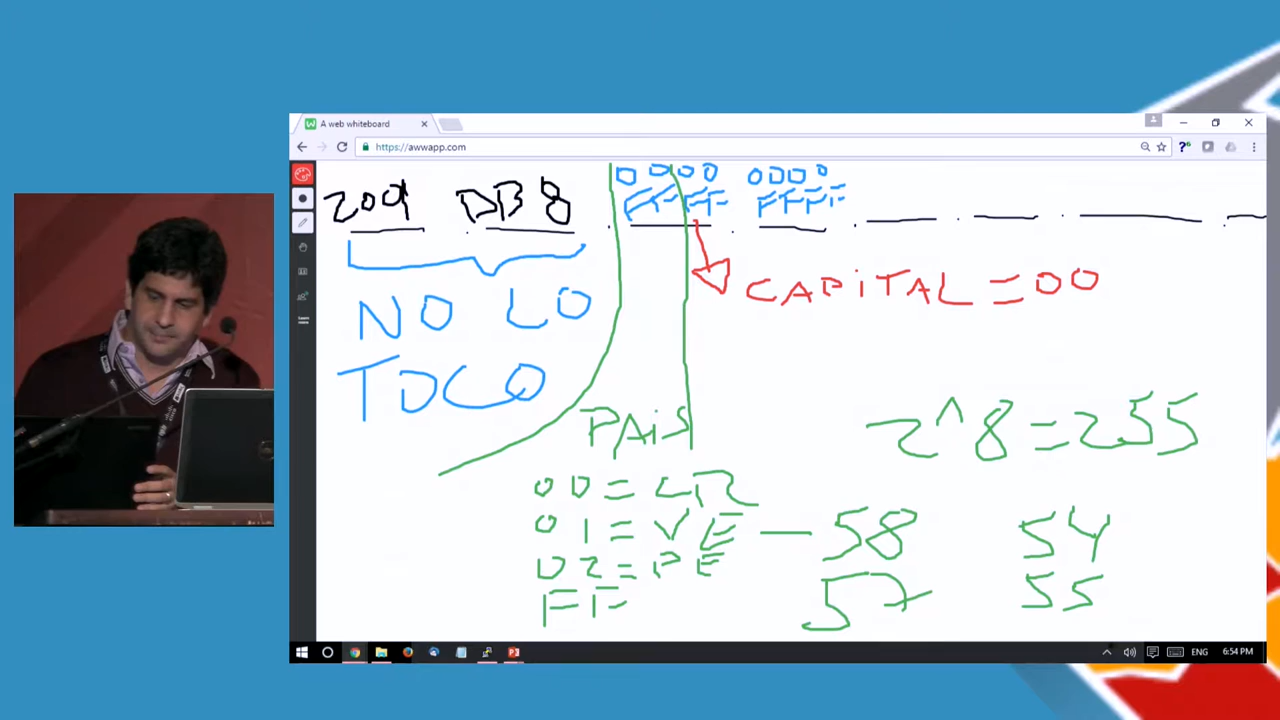 A web whiteboard
https://awwapp.com
0000 0000
2001 DB8 FFFF FFFF
CAPITAL = 00
NO LO
TOCO
PAIS
2^8=255
00 = CR
01 = VE - 58 54
02 = PE
FF 57 55
ENG 6:54 PM